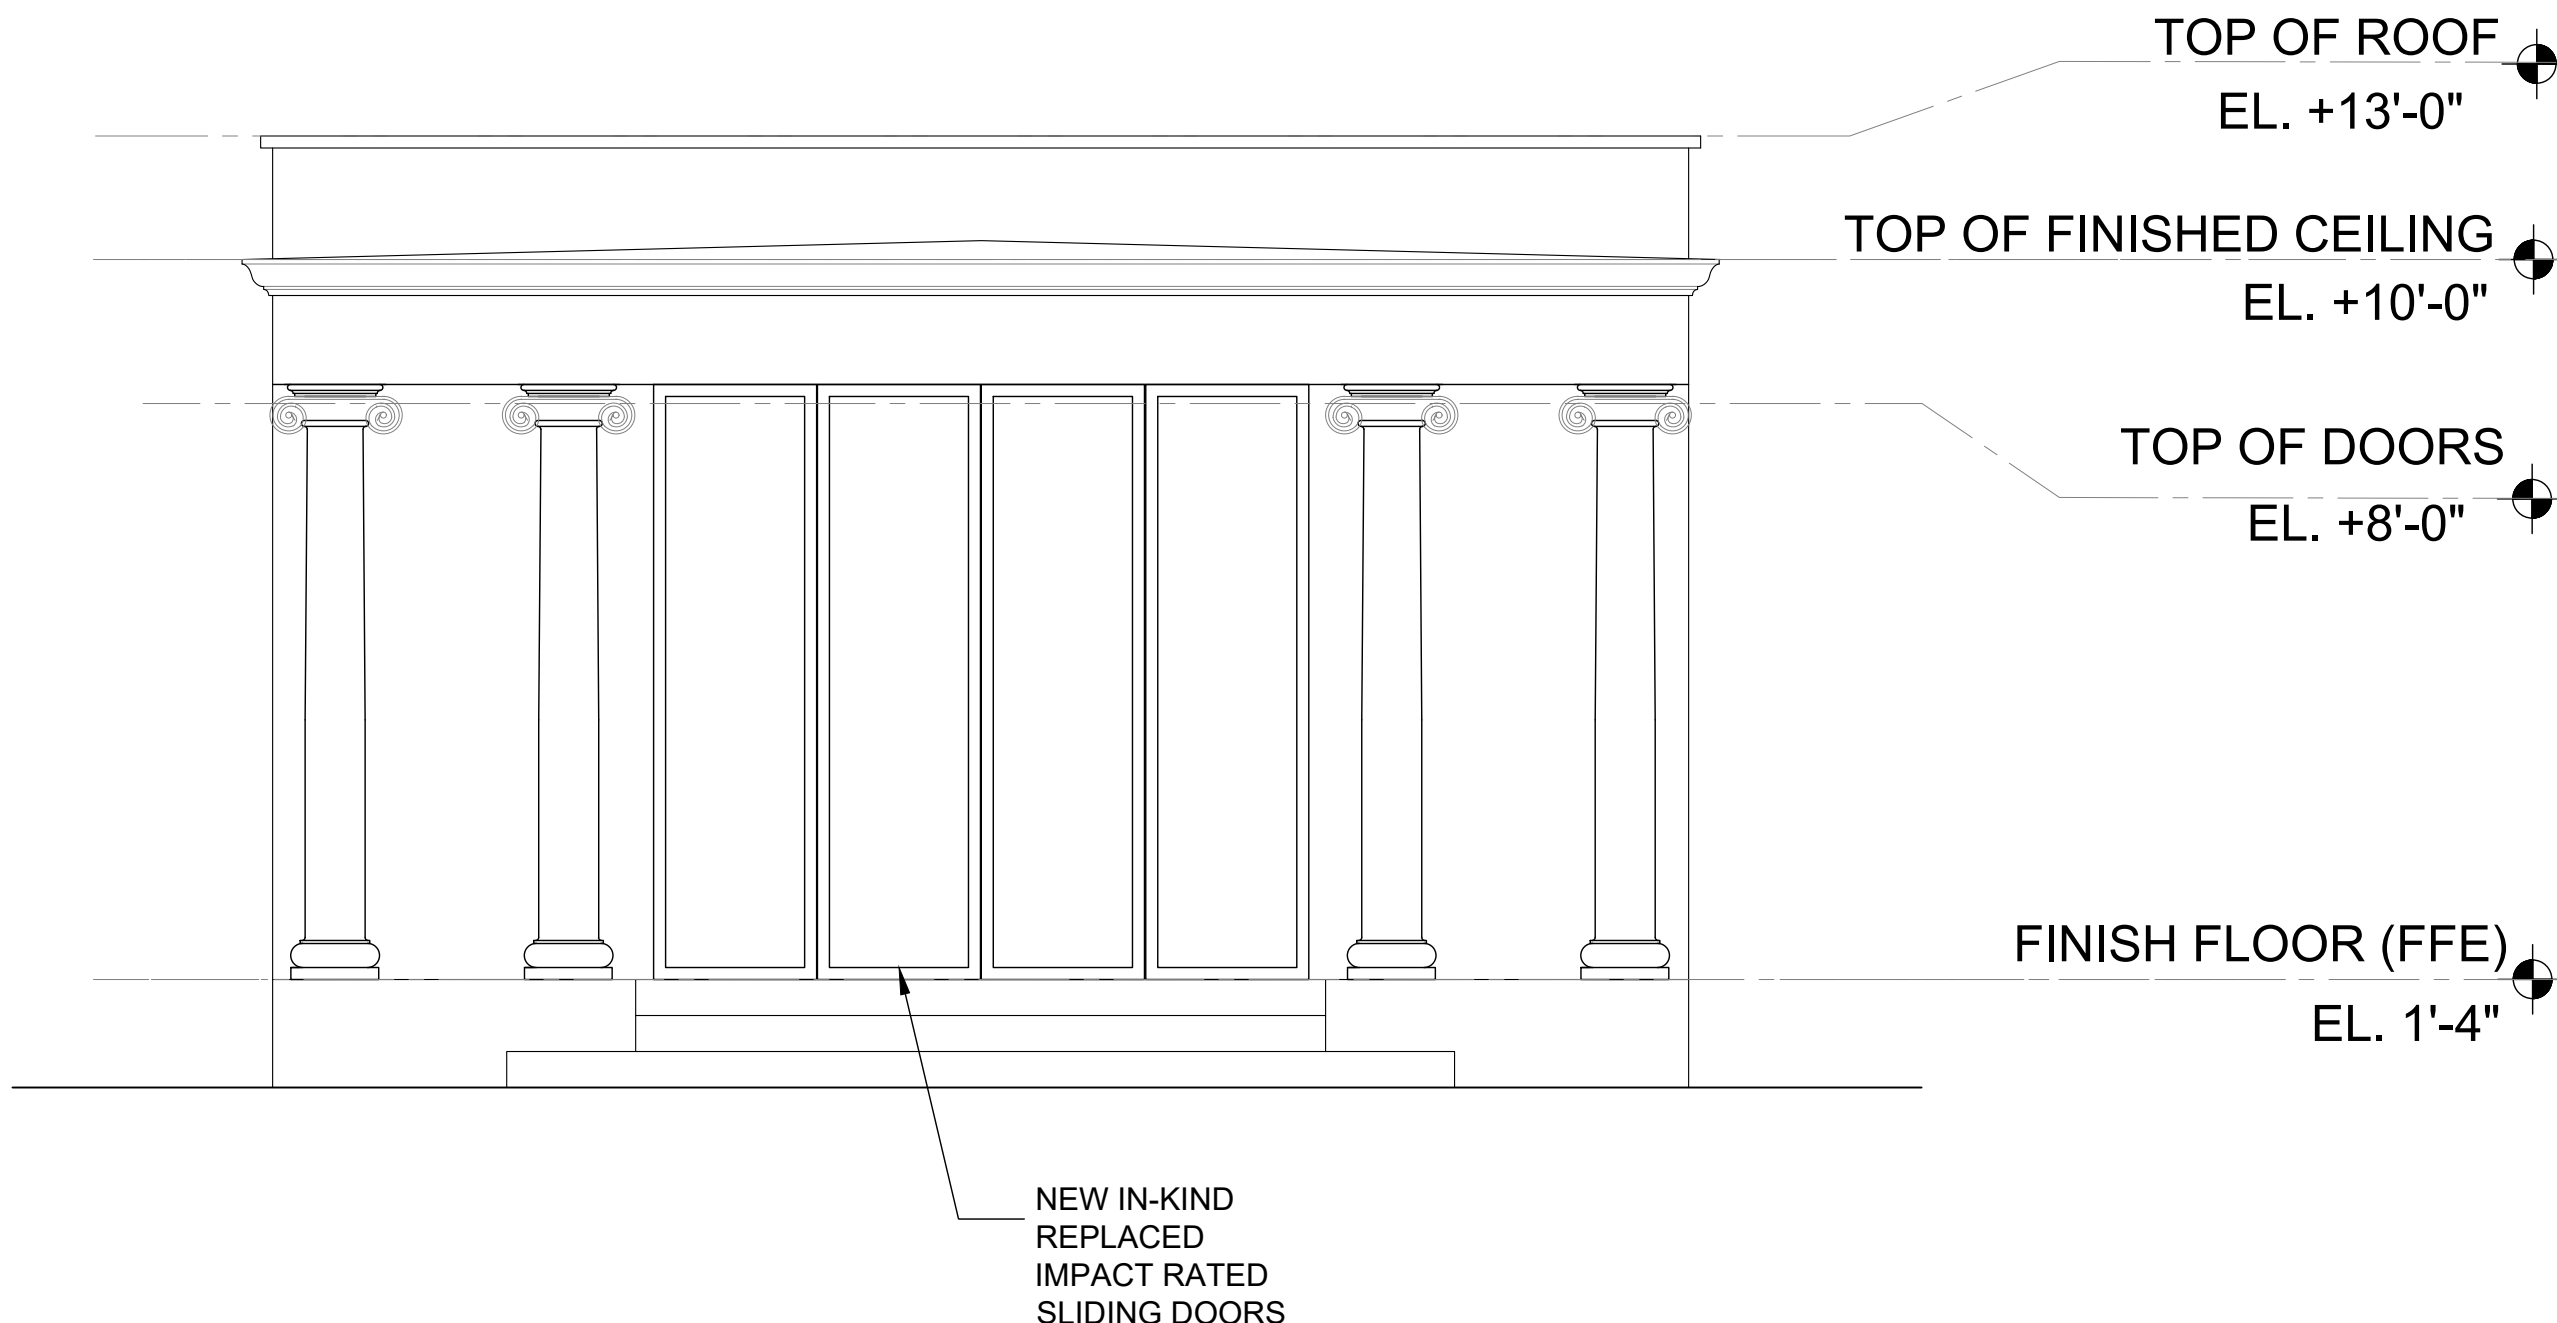 TOP OF ROOF
EL. +13'-0"
TOP OF FINISHED CEILING
EL. +10'-0"
TOP OF DOORS
EL. +8'-0"
FINISH FLOOR (FFE)
EL. 1'-4"
NEW IN-KIND
REPLACED
IMPACT RATED
SLIDING DOORS